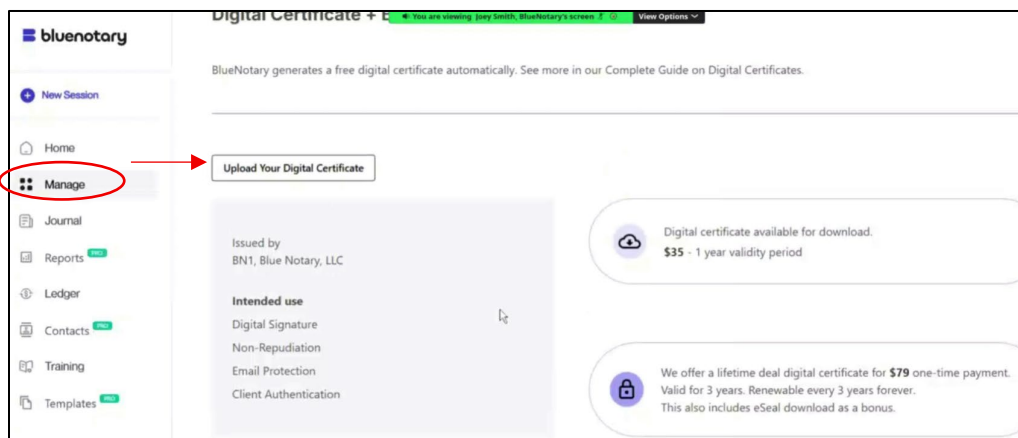 Digital Certificate + E
You are viewing Joey Smith, BlueNotary's screen
View Options
bluenotary
BlueNotary generates a free digital certificate automatically. See more in our Complete Guide on Digital Certificates.
New Session
Home
Upload Your Digital Certificate
Manage
Journal
Reports PRO
Ledger
Contacts PRO
Training
Templates PRO
Issued by
BN1, Blue Notary, LLC
Intended use
Digital Signature
Non-Repudiation
Email Protection
Client Authentication
Digital certificate available for download.
$35 - 1 year validity period
We offer a lifetime deal digital certificate for $79 one-time payment.
Valid for 3 years. Renewable every 3 years forever.
This also includes eSeal download as a bonus.